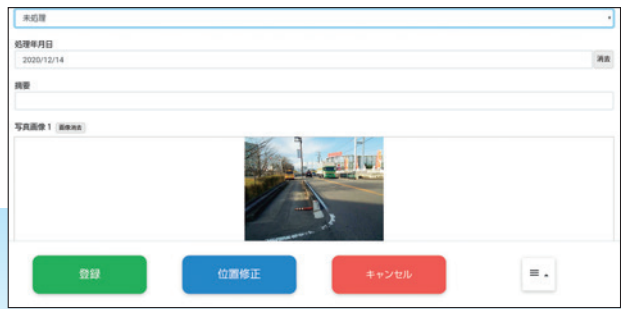 未処理
処理年月日
2020/12/14
消去
摘要
写真画像1 画像消去
登録
位置修正
キャンセル